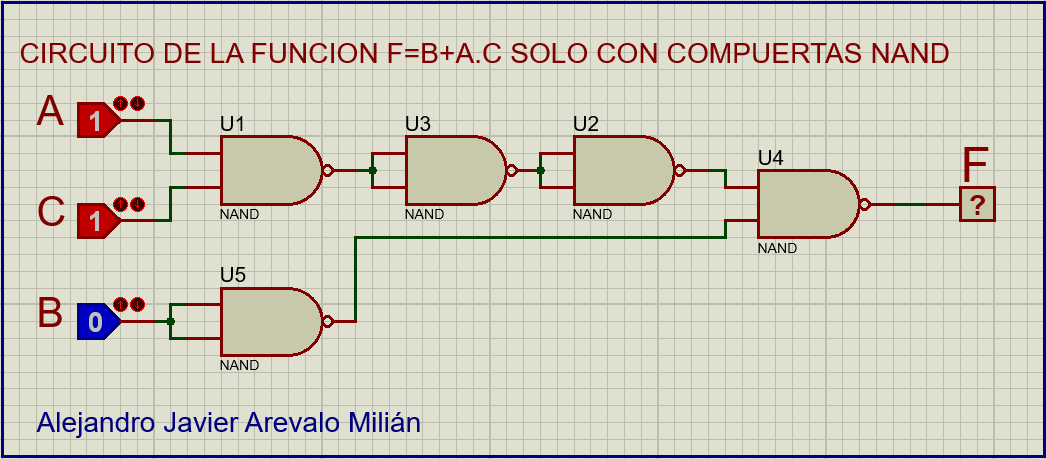 CIRCUITO DE LA FUNCION F=B+A.C SOLO CON COMPUERTAS NAND
A
1
U1
NAND
U3
NAND
U2
NAND
U4
NAND
F
?
C
1
U5
NAND
B
0
Alejandro Javier Arevalo Milián